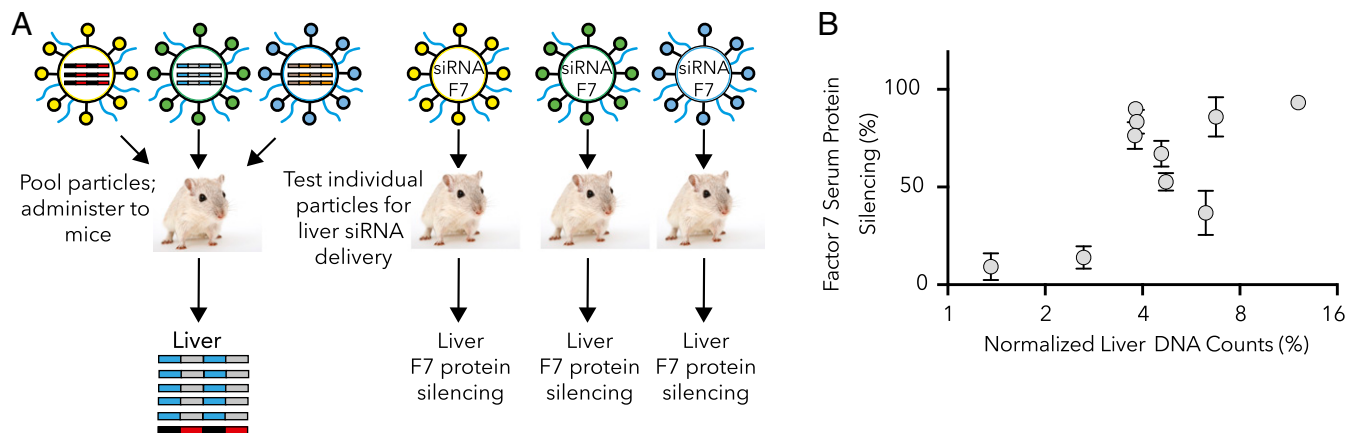 A
siRNA
F7
siRNA
F7
siRNA
F7
Pool particles;
administer to
mice
Test individual
particles for
liver siRNA
delivery
Liver
Liver
F7 protein
silencing
Liver
F7 protein
silencing
Liver
F7 protein
silencing
B
Factor 7 Serum Protein
Silencing (%)
100
50
0
1
2
4
8
16
Normalized Liver DNA Counts (%)